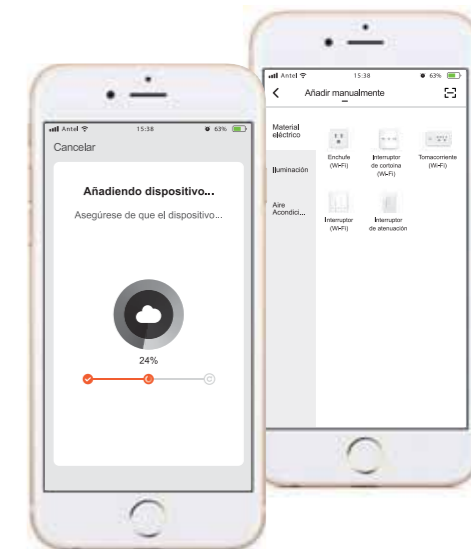 Antel
15:38
63%
Cancelar
Añadiendo dispositivo...
Asegúrese de que el dispositivo...
24%
Antel
15:38
63%
Añadir manualmente
Material
eléctrico
Iluminación
Aire
Acondici...
Enchufe
(Wi-Fi)
Interruptor
de cortoina
(Wi-Fi)
Tomacorriente
(Wi-Fi)
Interruptor
(Wi-Fi)
Interruptor
de atenuación